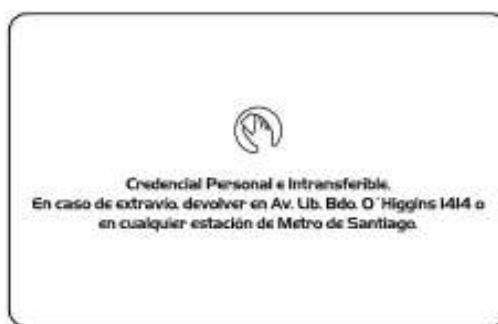 Credencial Personal e Intransferible.
En caso de extravio, devolver en Av. Lib. Bdo. O´Higgins 1414 o
en cualquier estación de Metro de Santiago.